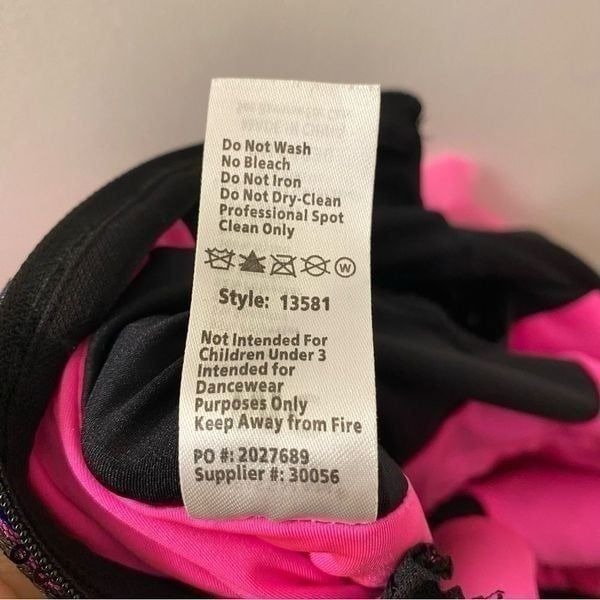 Do Not Wash
No Bleach
Do Not Iron
Do Not Dry-Clean
Professional Spot
Clean Only
W
Style: 13581
Not Intended For
Children Under 3
Intended for
Dancewear
Purposes Only
Keep Away from Fire
PO #: 2027689
Supplier #: 30056